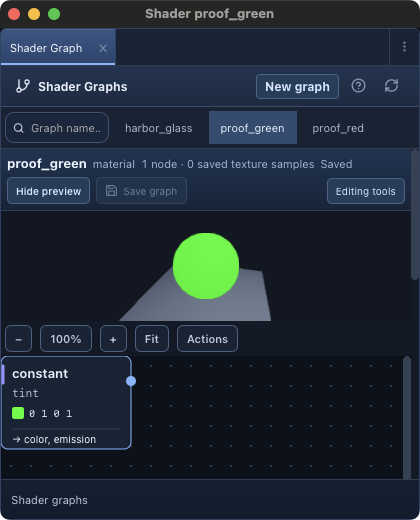 Shader proof_green
Shader Graph
Shader Graphs
New graph
Graph name..
harbor_glass
proof_green
proof_red
proof_green material 1 node · 0 saved texture samples Saved
Hide preview
Save graph
Editing tools
−
100%
+
Fit
Actions
constant
tint
0 1 0 1
→ color, emission
Shader graphs